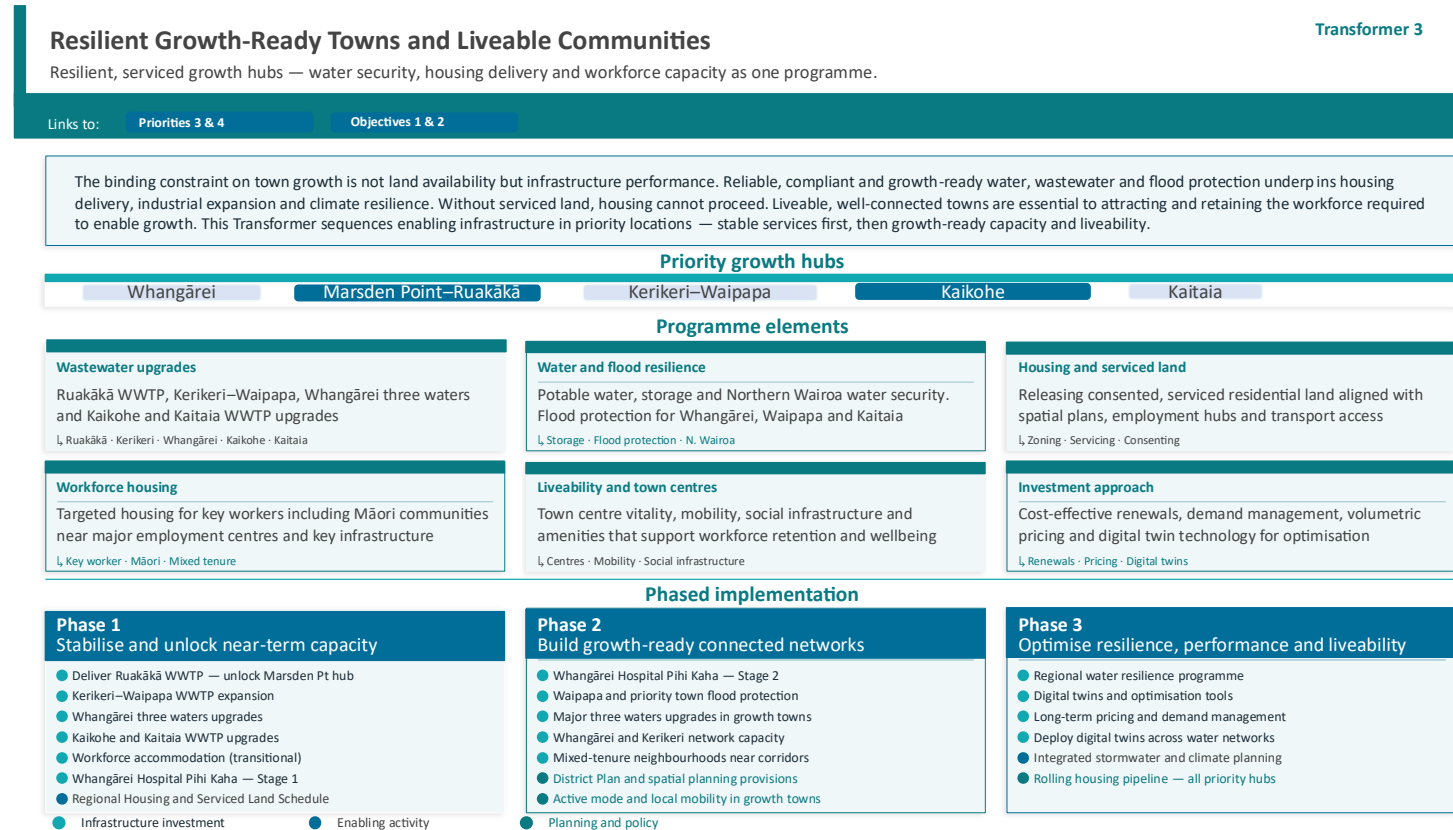 Transformer 3
Resilient Growth-Ready Towns and Liveable Communities
Resilient, serviced growth hubs — water security, housing delivery and workforce capacity as one programme.
Links to:
Priorities 3 & 4
Objectives 1 & 2
The binding constraint on town growth is not land availability but infrastructure performance. Reliable, compliant and growth-ready water, wastewater and flood protection underpins housing
delivery, industrial expansion and climate resilience. Without serviced land, housing cannot proceed. Liveable, well-connected towns are essential to attracting and retaining the workforce required
to enable growth. This Transformer sequences enabling infrastructure in priority locations — stable services first, then growth-ready capacity and liveability.
Priority growth hubs
Whangārei
Marsden Point–Ruakākā
Kerikeri–Waipapa
Kaikohe
Kaitaia
Programme elements
Wastewater upgrades
Ruakākā WWTP, Kerikeri–Waipapa, Whangārei three waters
and Kaikohe and Kaitaia WWTP upgrades
↳ Ruakākā · Kerikeri · Whangārei · Kaikohe · Kaitaia
Water and flood resilience
Potable water, storage and Northern Wairoa water security.
Flood protection for Whangārei, Waipapa and Kaitaia
↳ Storage · Flood protection · N. Wairoa
Housing and serviced land
Releasing consented, serviced residential land aligned with
spatial plans, employment hubs and transport access
↳ Zoning · Servicing · Consenting
Workforce housing
Targeted housing for key workers including Māori communities
near major employment centres and key infrastructure
↳ Key worker · Māori · Mixed tenure
Liveability and town centres
Town centre vitality, mobility, social infrastructure and
amenities that support workforce retention and wellbeing
↳ Centres · Mobility · Social infrastructure
Investment approach
Cost-effective renewals, demand management, volumetric
pricing and digital twin technology for optimisation
↳ Renewals · Pricing · Digital twins
Phased implementation
Phase 1
Stabilise and unlock near-term capacity
Deliver Ruakākā WWTP — unlock Marsden Pt hub
Kerikeri–Waipapa WWTP expansion
Whangārei three waters upgrades
Kaikohe and Kaitaia WWTP upgrades
Workforce accommodation (transitional)
Whangārei Hospital Pihi Kaha — Stage 1
Regional Housing and Serviced Land Schedule
Phase 2
Build growth-ready connected networks
Whangārei Hospital Pihi Kaha — Stage 2
Waipapa and priority town flood protection
Major three waters upgrades in growth towns
Whangārei and Kerikeri network capacity
Mixed-tenure neighbourhoods near corridors
District Plan and spatial planning provisions
Active mode and local mobility in growth towns
Phase 3
Optimise resilience, performance and liveability
Regional water resilience programme
Digital twins and optimisation tools
Long-term pricing and demand management
Deploy digital twins across water networks
Integrated stormwater and climate planning
Rolling housing pipeline — all priority hubs
Infrastructure investment
Enabling activity
Planning and policy